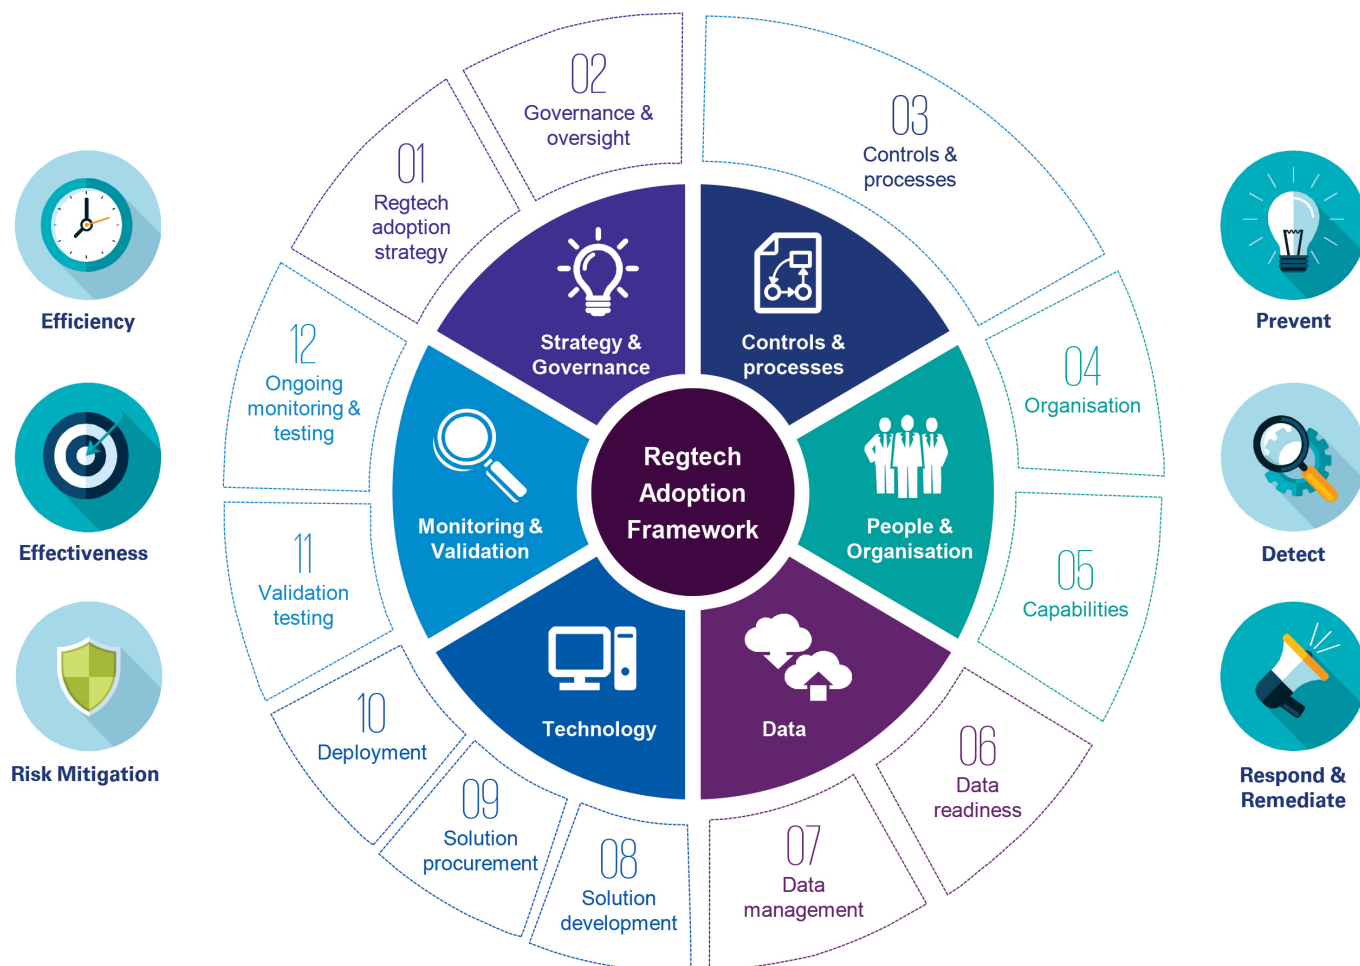 01
Regtech
adoption
strategy
02
Governance &
oversight
03
Controls &
processes
04
Organisation
05
Capabilities
06
Data
readiness
07
Data
management
08
Solution
development
09
Solution
procurement
10
Deployment
11
Validation
testing
12
Ongoing
monitoring &
testing
Strategy &
Governance
Controls &
processes
People &
Organisation
Data
Technology
Monitoring &
Validation
Regtech
Adoption
Framework
Efficiency
Effectiveness
Risk Mitigation
Prevent
Detect
Respond &
Remediate